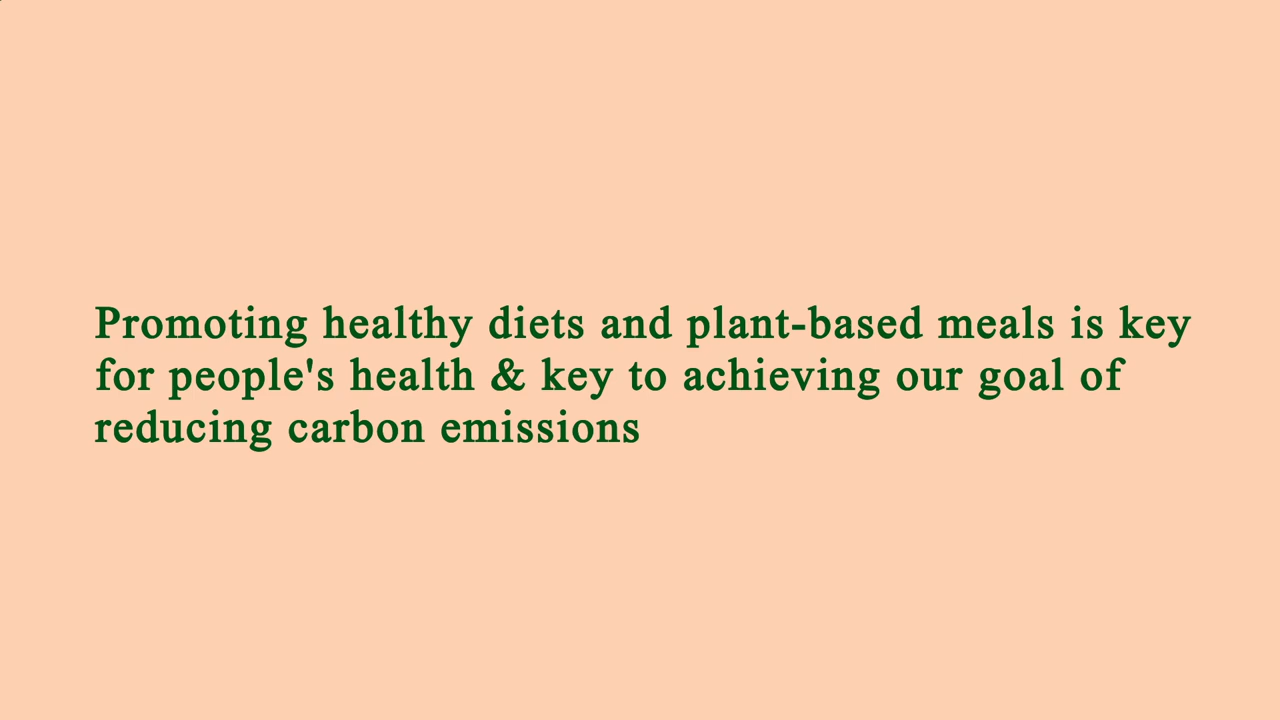 Promoting healthy diets and plant-based meals is key
for people's health & key to achieving our goal of
reducing carbon emissions